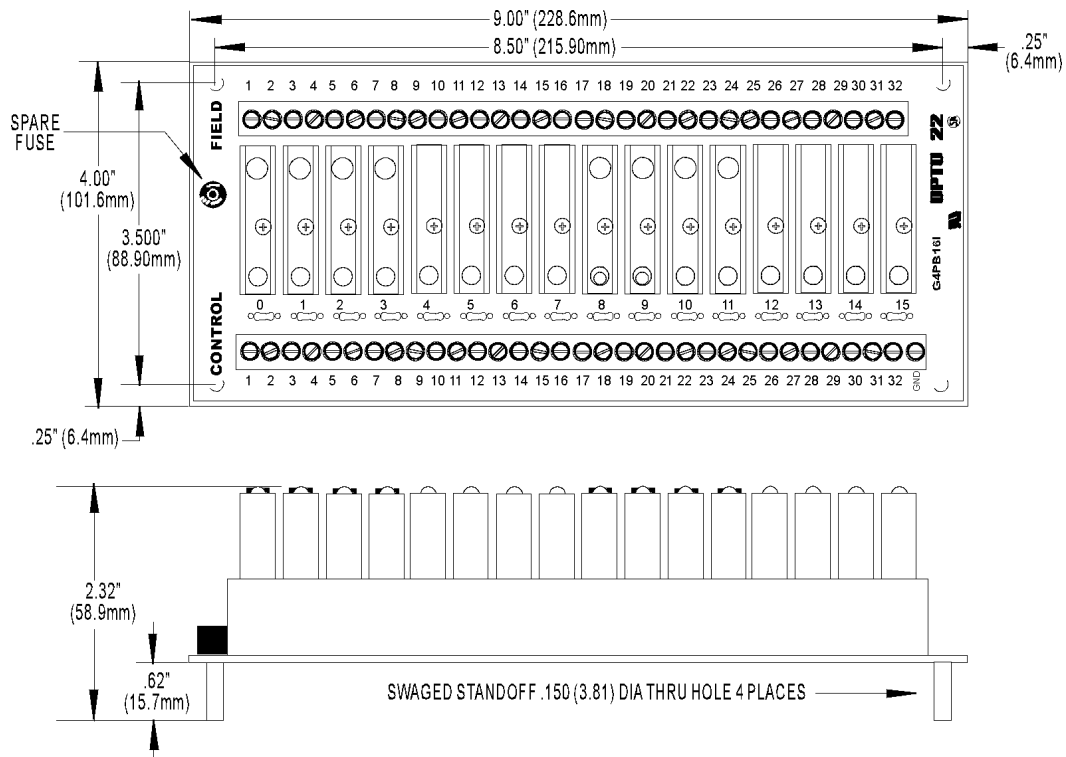 9.00" (228.6mm)
8.50" (215.90mm)
.25"
(6.4mm)
1 2 3 4 5 6 7 8 9 10 11 12 13 14 15 16 17 18 19 20 21 22 23 24 25 26 27 28 29 30 31 32
FIELD
SPARE
FUSE
4.00"
(101.6mm)
3.500"
(88.90mm)
OPTO 22
G4PB16I
0 1 2 3 4 5 6 7 8 9 10 11 12 13 14 15
CONTROL
1 2 3 4 5 6 7 8 9 10 11 12 13 14 15 16 17 18 19 20 21 22 23 24 25 26 27 28 29 30 31 32 GND
.25" (6.4mm)
2.32"
(58.9mm)
.62"
(15.7mm)
SWAGED STANDOFF .150 (3.81) DIA THRU HOLE 4 PLACES